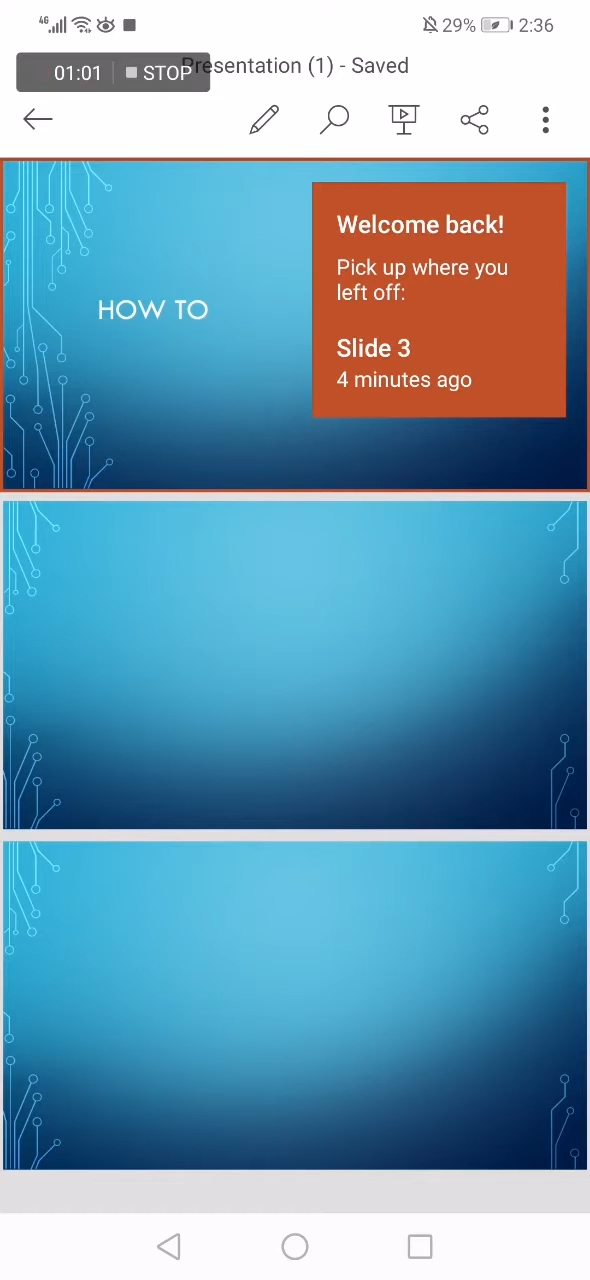 4G
29%
2:36
01:01
STOP
Presentation (1) - Saved
HOW TO
Welcome back!
Pick up where you
left off:
Slide 3
4 minutes ago